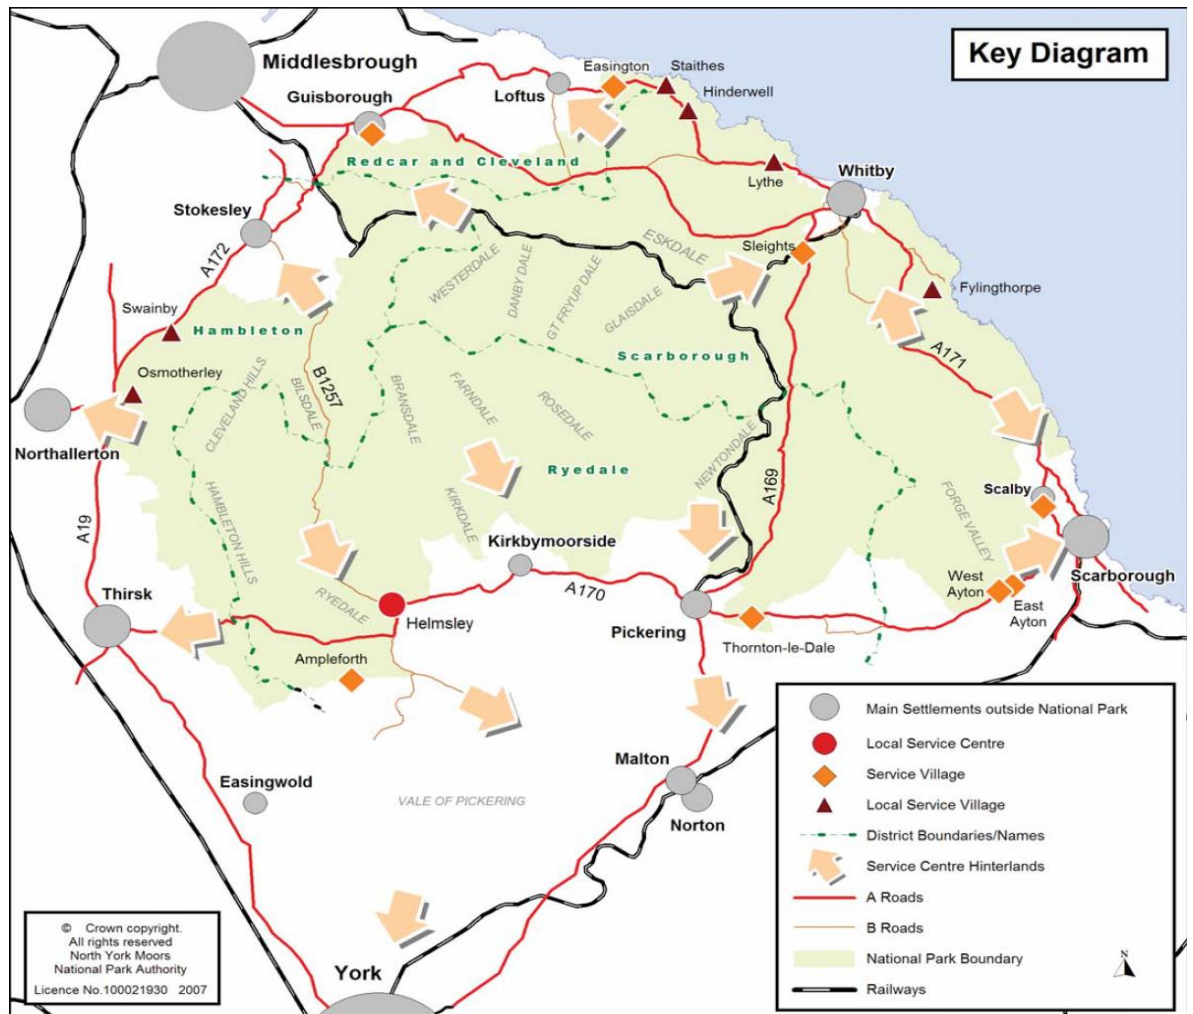 Key Diagram
Middlesbrough
Easington
Staithes
Loftus
Hinderwell
Guisborough
Redcar and Cleveland
Lythe
Whitby
Stokesley
A172
Sleights
ESKDALE
WESTERDALE
DANBY DALE
GT FRYUP DALE
GLAISDALE
Fylingthorpe
Swainby
Hambleton
Scarborough
A171
Osmotherley
B1257
CLEVELAND HILLS
BILSDALE
BRANSDALE
FARNDALE
ROSEDALE
Northallerton
Ryedale
NEWTONDALE
A169
Scalby
A19
HAMBLETON HILLS
KIRKDALE
FORGE VALLEY
Kirkbymoorside
Thirsk
A170
West
Ayton
Scarborough
RYEDALE
Helmsley
Pickering
East
Ayton
Thornton-le-Dale
Ampleforth
Malton
Easingwold
VALE OF PICKERING
Norton
York
Main Settlements outside National Park
Local Service Centre
Service Village
Local Service Village
District Boundaries/Names
Service Centre Hinterlands
A Roads
B Roads
National Park Boundary
N
Railways
© Crown copyright.
All rights reserved
North York Moors
National Park Authority
Licence No.100021930 2007